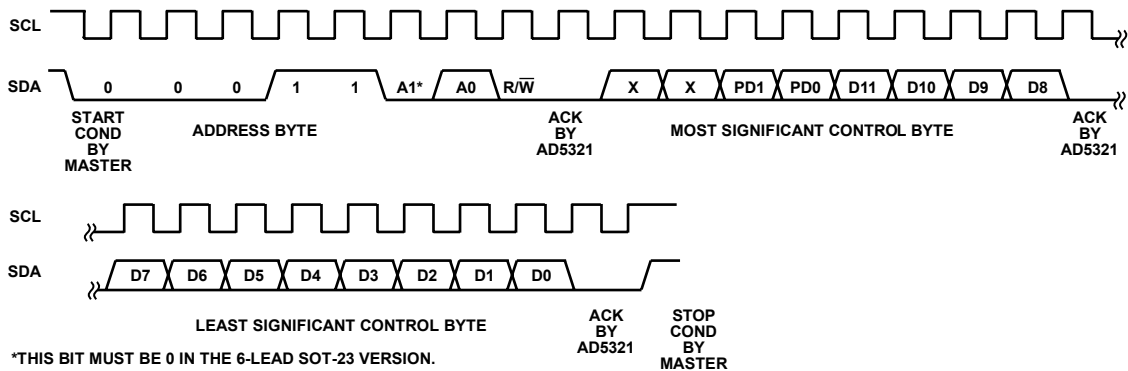 SCL
SDA 0 0 0 1 1 A1* A0 R/W X X PD1 PD0 D11 D10 D9 D8
START COND BY MASTER
ADDRESS BYTE
ACK BY AD5321
MOST SIGNIFICANT CONTROL BYTE
ACK BY AD5321
SCL
SDA D7 D6 D5 D4 D3 D2 D1 D0
LEAST SIGNIFICANT CONTROL BYTE
ACK BY AD5321
STOP COND BY MASTER
*THIS BIT MUST BE 0 IN THE 6-LEAD SOT-23 VERSION.